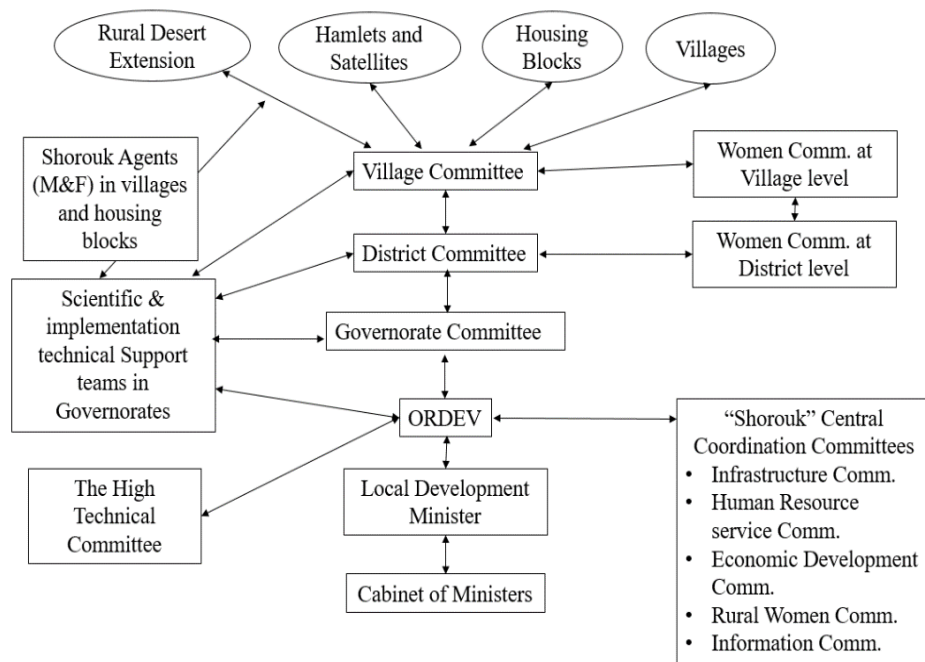 Rural Desert
Extension
Hamlets and
Satellites
Housing
Blocks
Villages
Shorouk Agents
(M&F) in villages
and housing
blocks
Village Committee
Women Comm. at
Village level
District Committee
Women Comm. at
District level
Scientific &
implementation
technical Support
teams in
Governorates
Governorate Committee
ORDEV
“Shorouk” Central
Coordination Committees
• Infrastructure Comm.
• Human Resource
service Comm.
• Economic Development
Comm.
• Rural Women Comm.
• Information Comm.
The High
Technical
Committee
Local Development
Minister
Cabinet of Ministers